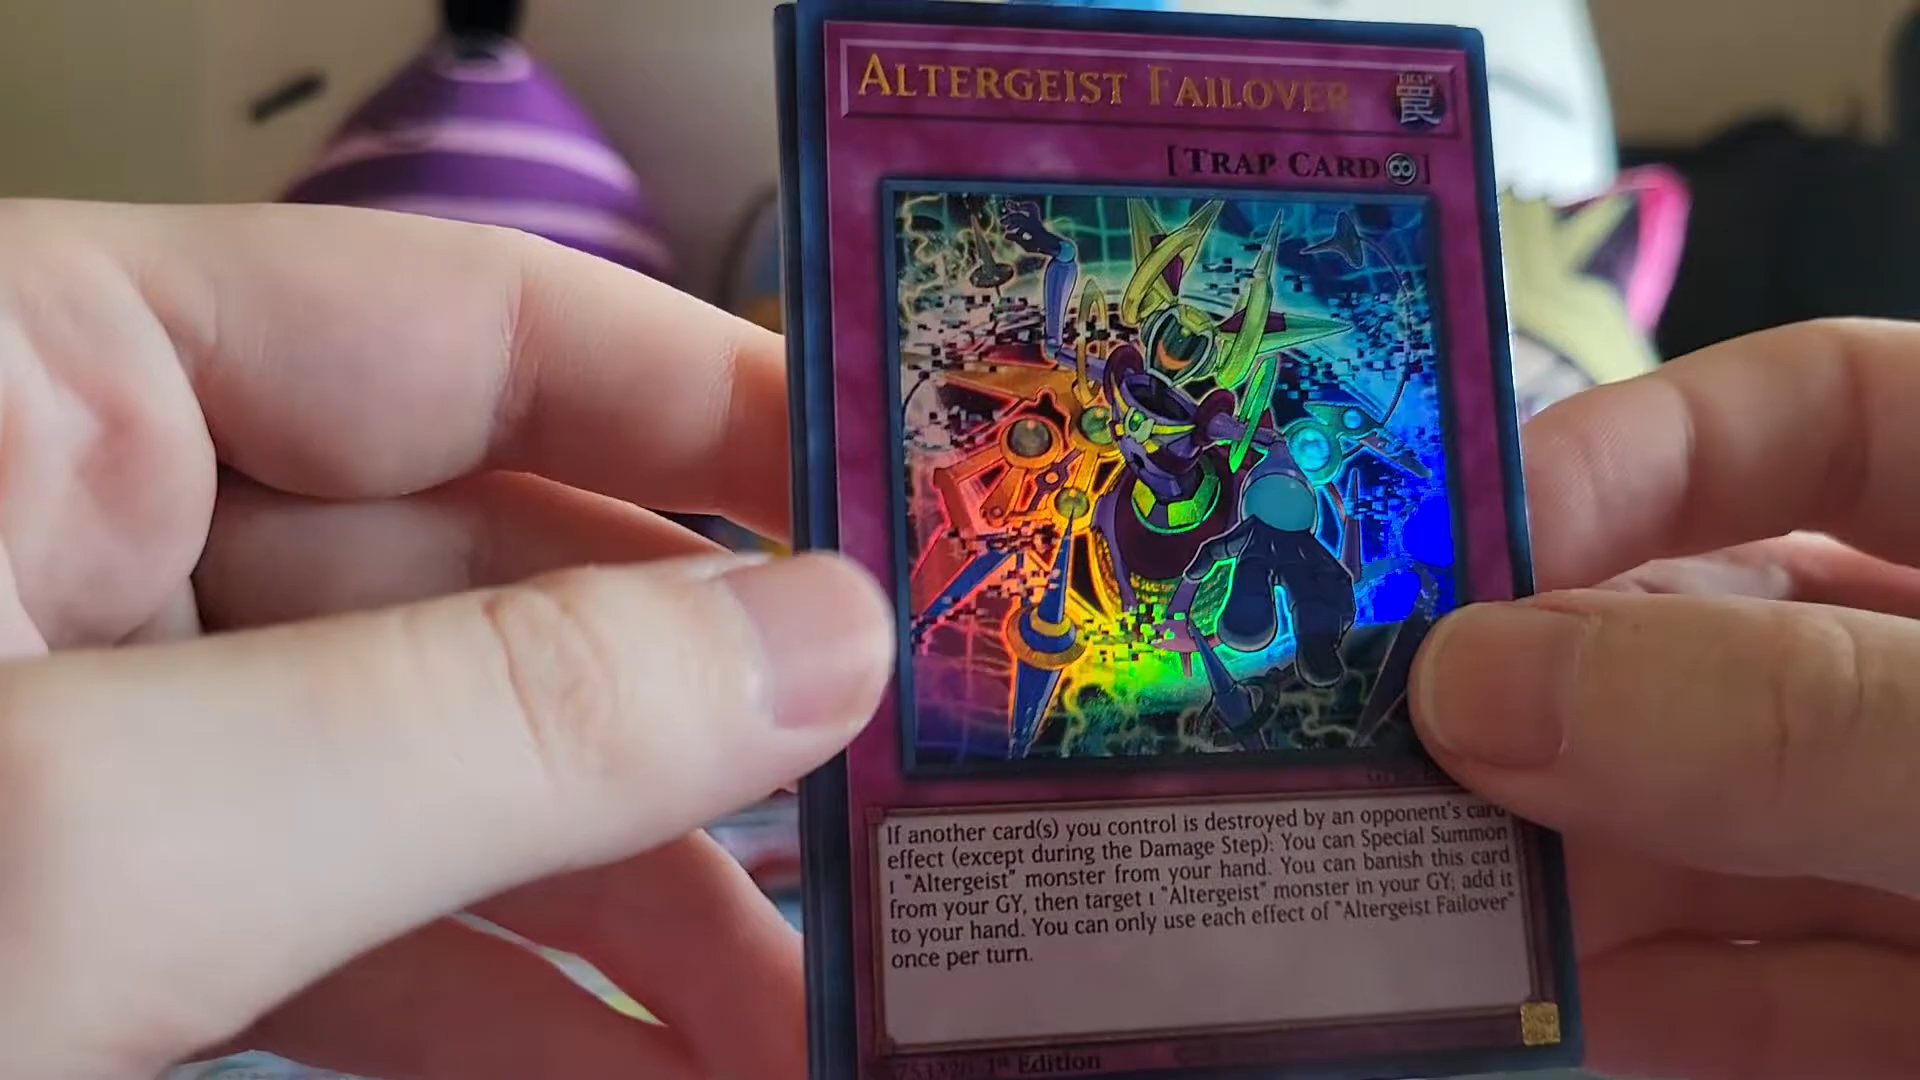 ALTERGEIST FAILOVER
TRAP
罠
[TRAP CARD]
If another card(s) you control is destroyed by an opponent's card
effect (except during the Damage Step): You can Special Summon
1 "Altergeist" monster from your hand. You can banish this card
from your GY, then target 1 "Altergeist" monster in your GY; add it
to your hand. You can only use each effect of "Altergeist Failover"
once per turn.
1st Edition